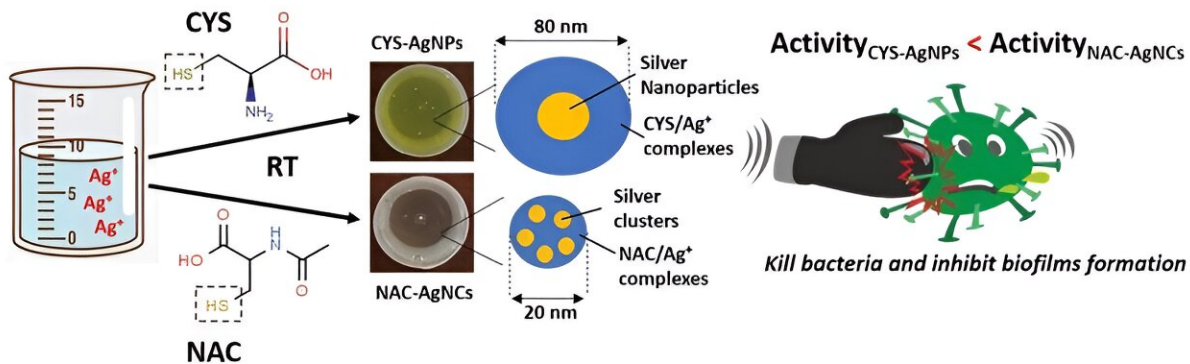 CYS
HS
O
OH
NH₂
15
10
5
0
Ag⁺
Ag⁺
Ag⁺
RT
O
H
N
HO
O
HS
NAC
CYS-AgNPs
NAC-AgNCs
80 nm
Silver
Nanoparticles
CYS/Ag⁺
complexes
Silver
clusters
NAC/Ag⁺
complexes
20 nm
Activity CYS-AgNPs < Activity NAC-AgNCs
Kill bacteria and inhibit biofilms formation